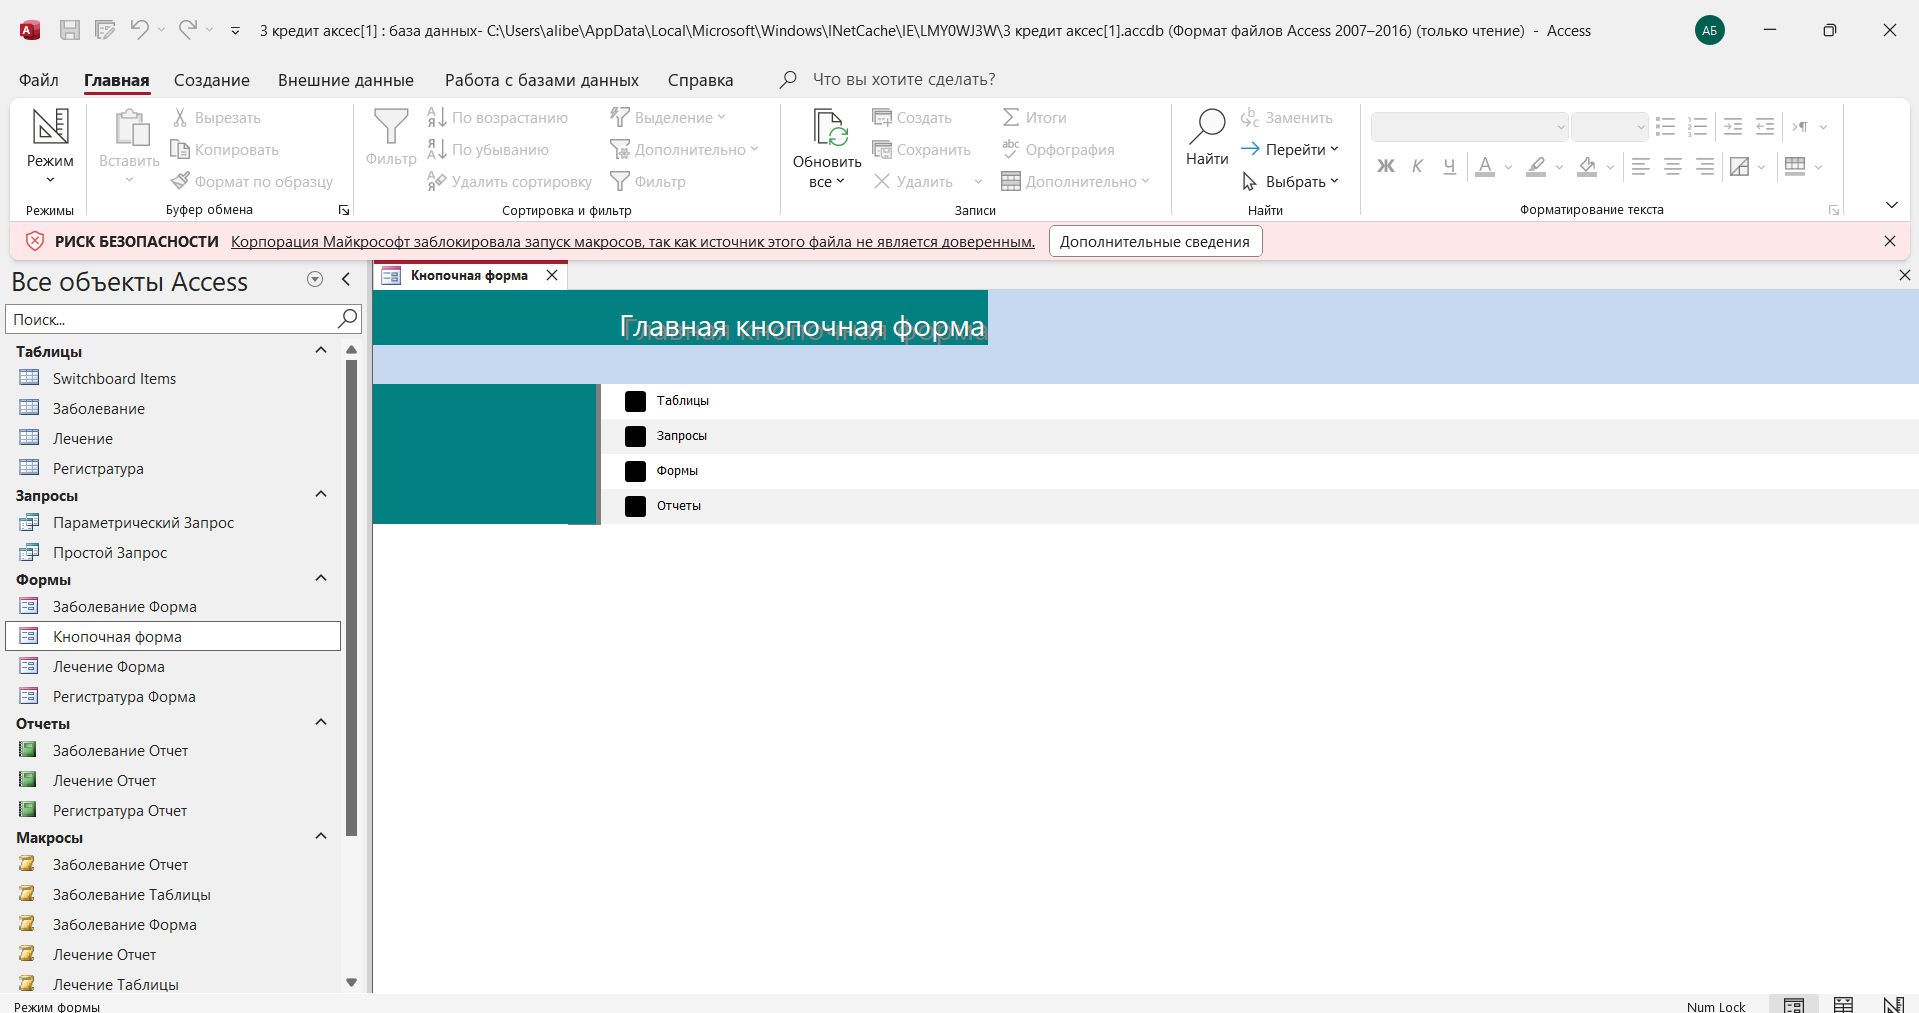 3 кредит аксес[1] : база данных- C:\Users\alibe\AppData\Local\Microsoft\Windows\INetCache\IE\LMY0WJ3W\3 кредит аксес[1].accdb (Формат файлов Access 2007–2016) (только чтение) - Access
АБ
Файл Главная Создание Внешние данные Работа с базами данных Справка Что вы хотите сделать?
Режим
Режимы
Вставить
Вырезать
Копировать
Формат по образцу
Буфер обмена
Фильтр
По возрастанию
По убыванию
Удалить сортировку
Выделение
Дополнительно
Фильтр
Сортировка и фильтр
Обновить
все
Создать
Сохранить
Удалить
Итоги
Орфография
Дополнительно
Записи
Найти
Заменить
Перейти
Выбрать
Найти
Ж К Ч А
Форматирование текста
РИСК БЕЗОПАСНОСТИ Корпорация Майкрософт заблокировала запуск макросов, так как источник этого файла не является доверенным. Дополнительные сведения
Все объекты Access
Поиск...
Таблицы
Switchboard Items
Заболевание
Лечение
Регистратура
Запросы
Параметрический Запрос
Простой Запрос
Формы
Заболевание Форма
Кнопочная форма
Лечение Форма
Регистратура Форма
Отчеты
Заболевание Отчет
Лечение Отчет
Регистратура Отчет
Макросы
Заболевание Отчет
Заболевание Таблицы
Заболевание Форма
Лечение Отчет
Лечение Таблицы
Кнопочная форма
Главная кнопочная форма
Таблицы
Запросы
Формы
Отчеты
Режим формы
Num Lock